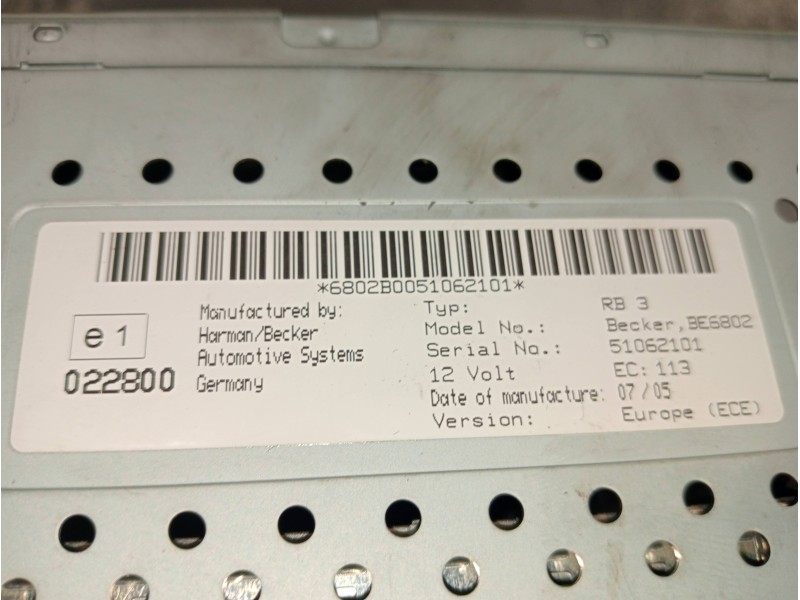 *6802B0051062101*
e1
022800
Manufactured by:
Harman/Becker
Automotive Systems
Germany
Typ: RB 3
Model No.: Becker,BE6802
Serial No.: 51062101
12 Volt EC: 113
Date of manufacture: 07/05
Version: Europe (ECE)